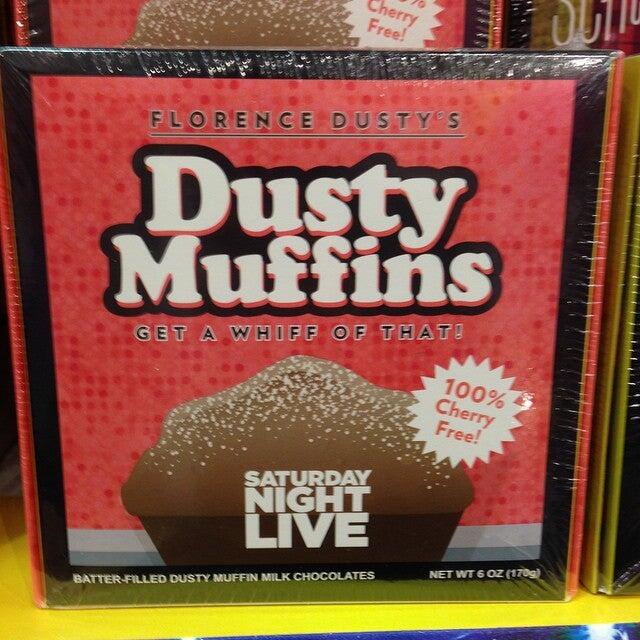 Cherry
Free!
FLORENCE DUSTY'S
Dusty
Muffins
GET A WHIFF OF THAT!
100%
Cherry
Free!
SATURDAY
NIGHT
LIVE
BATTER-FILLED DUSTY MUFFIN MILK CHOCOLATES
NET WT 6 OZ (170g)